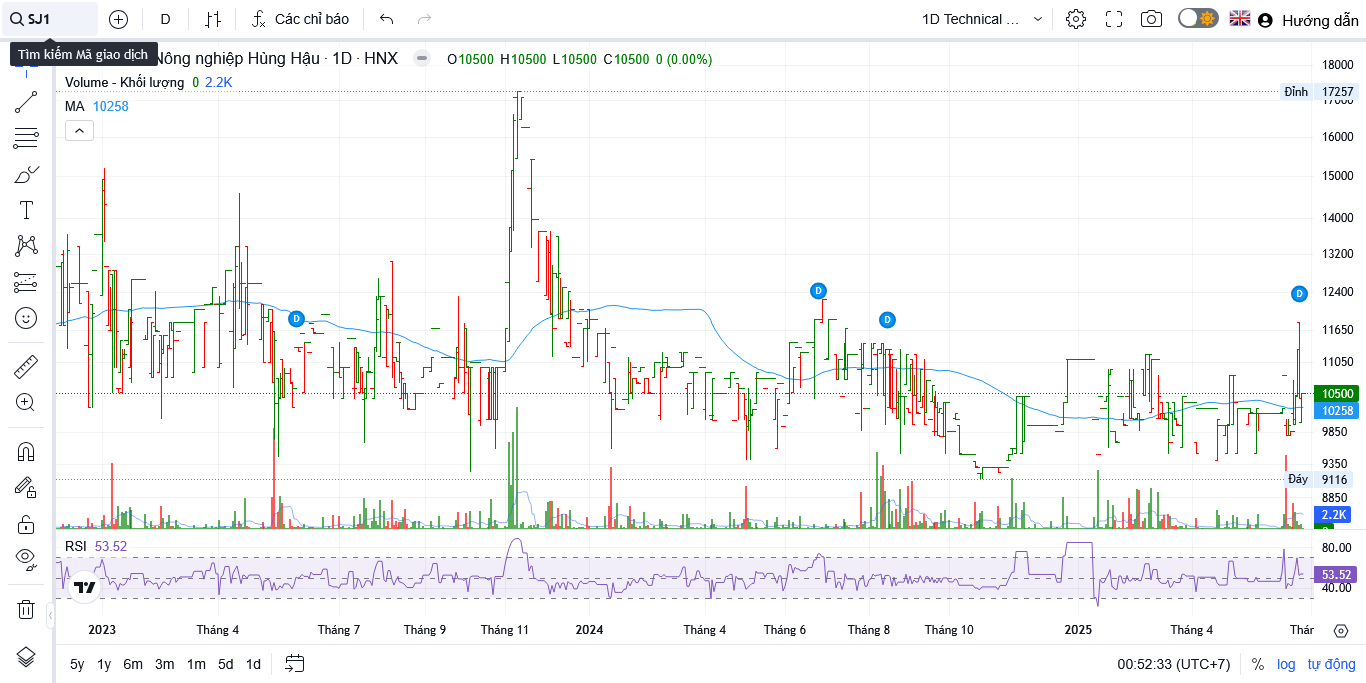 SJ1 D Các chỉ báo 1D Technical ... Hướng dẫn
Tìm kiếm Mã giao dịch
Nông nghiệp Hùng Hậu · 1D · HNX O10500 H10500 L10500 C10500 0 (0.00%)
Volume - Khối lượng 0 2.2K
MA 10258
18000
Đỉnh 17257
17000
16000
15000
14000
13200
12400
11650
11050
10500
10258
9850
9350
Đáy 9116
8850
2.2K
D
D
D
D
RSI 53.52
80.00
53.52
40.00
2023 Tháng 4 Tháng 7 Tháng 9 Tháng 11 2024 Tháng 4 Tháng 6 Tháng 8 Tháng 10 2025 Tháng 4 Thár
5y 1y 6m 3m 1m 5d 1d 00:52:33 (UTC+7) % log tự động